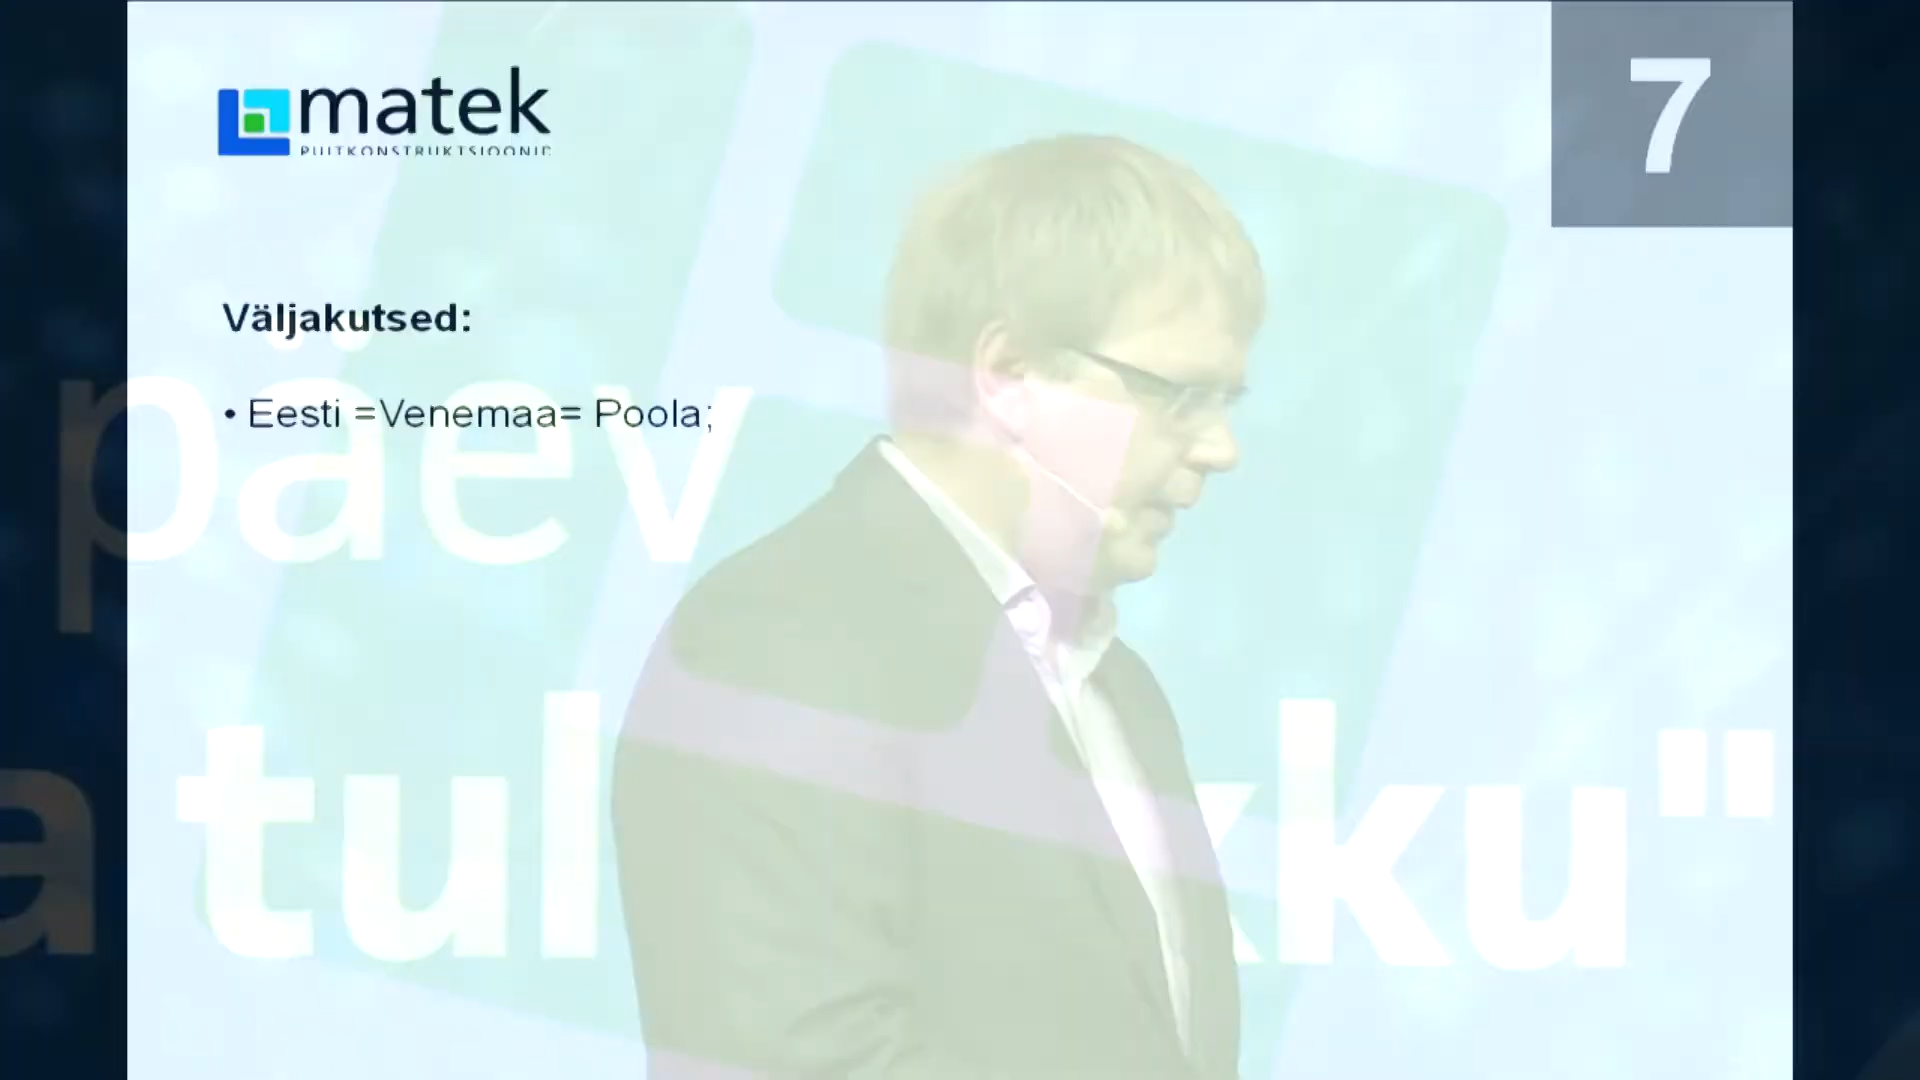 matek
PUITKONSTRUKTSIOONID
7
Väljakutsed:
• Eesti =Venemaa= Poola;
päev
a tul kku"